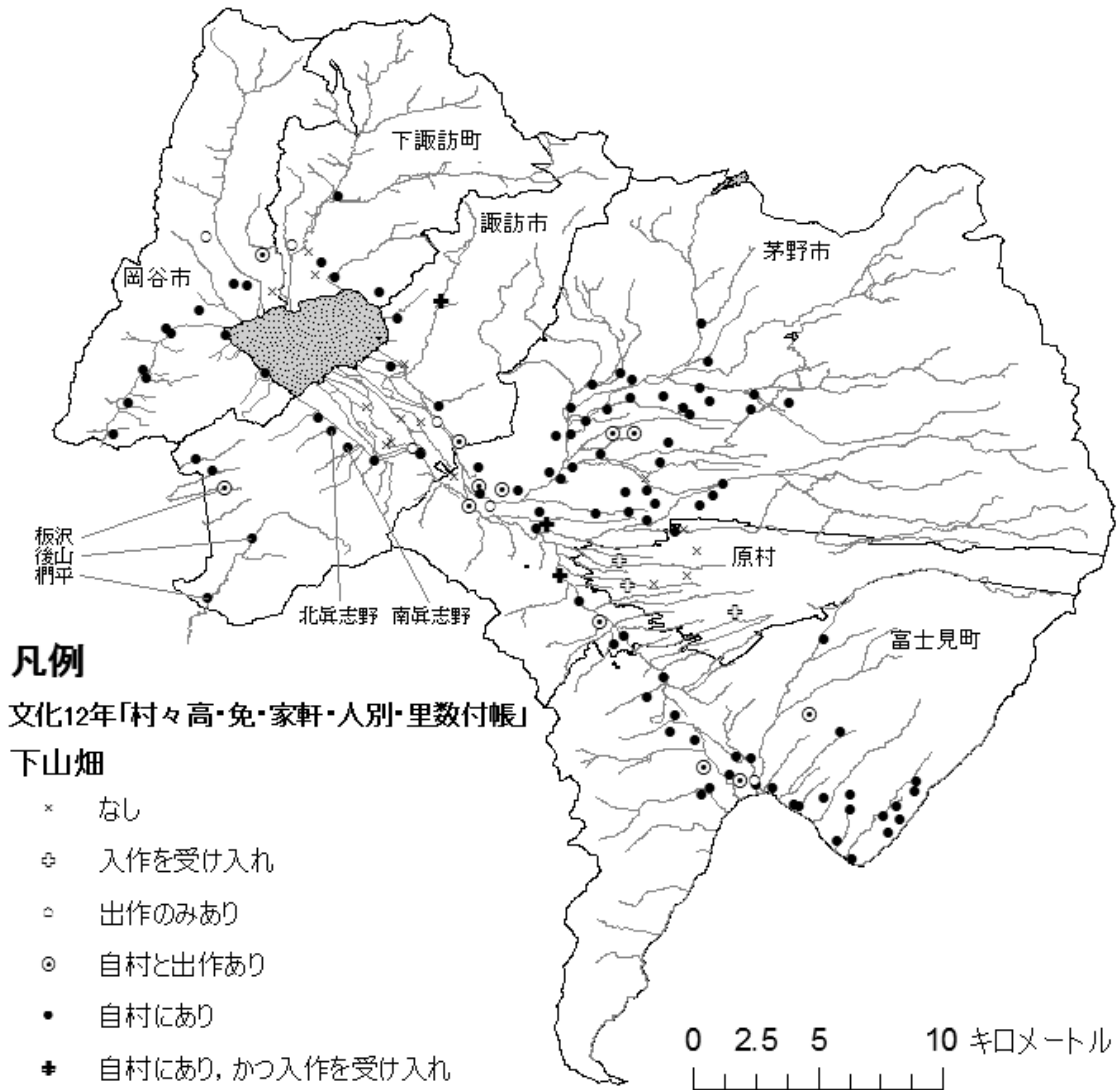 下諏訪町
諏訪市
茅野市
岡谷市
板沢
後山
椚平
原村
北眞志野 南眞志野
富士見町
凡例
文化12年「村々高・免・家軒・人別・里数付帳」
下山畑
なし
入作を受け入れ
出作のみあり
自村と出作あり
自村にあり
自村にあり，かつ入作を受け入れ
0 2.5 5 10 キロメートル